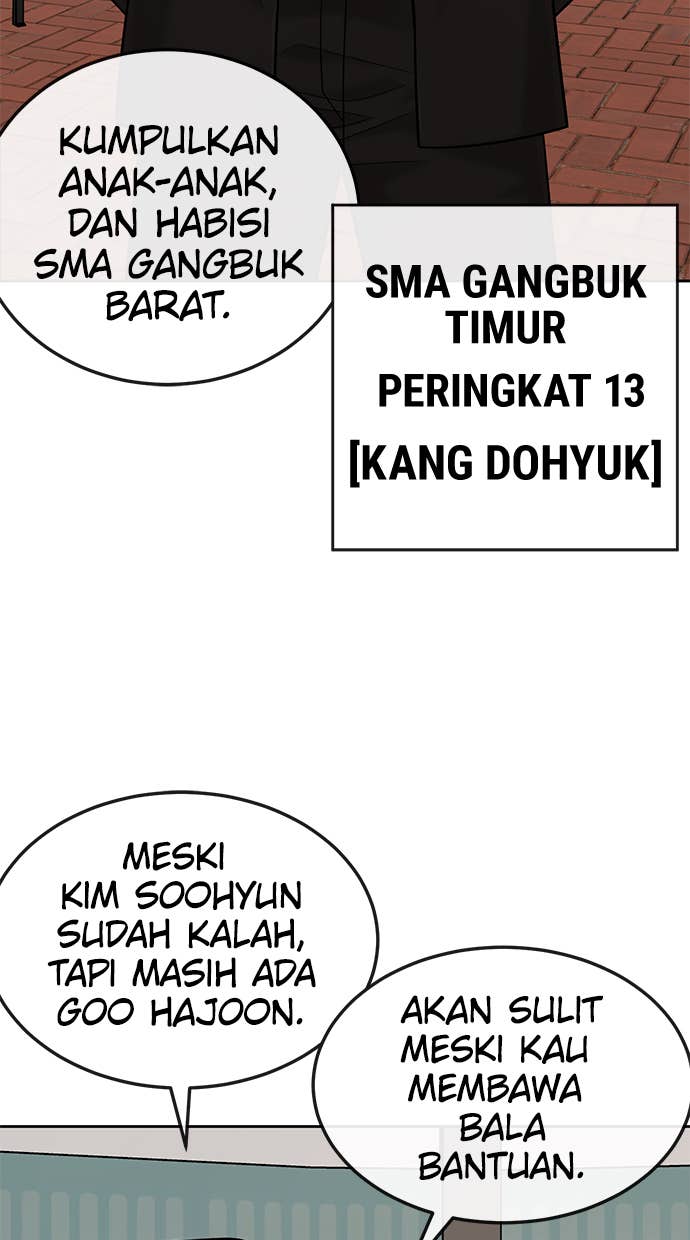 KUMPULKAN
ANAK-ANAK,
DAN HABISI
SMA GANGBUK
BARAT.
SMA GANGBUK
TIMUR
PERINGKAT 13
[KANG DOHYUK]
MESKI
KIM SOOHYUN
SUDAH KALAH,
TAPI MASIH ADA
GOO HAJOON.
AKAN SULIT
MESKI KAU
MEMBAWA
BALA
BANTUAN.